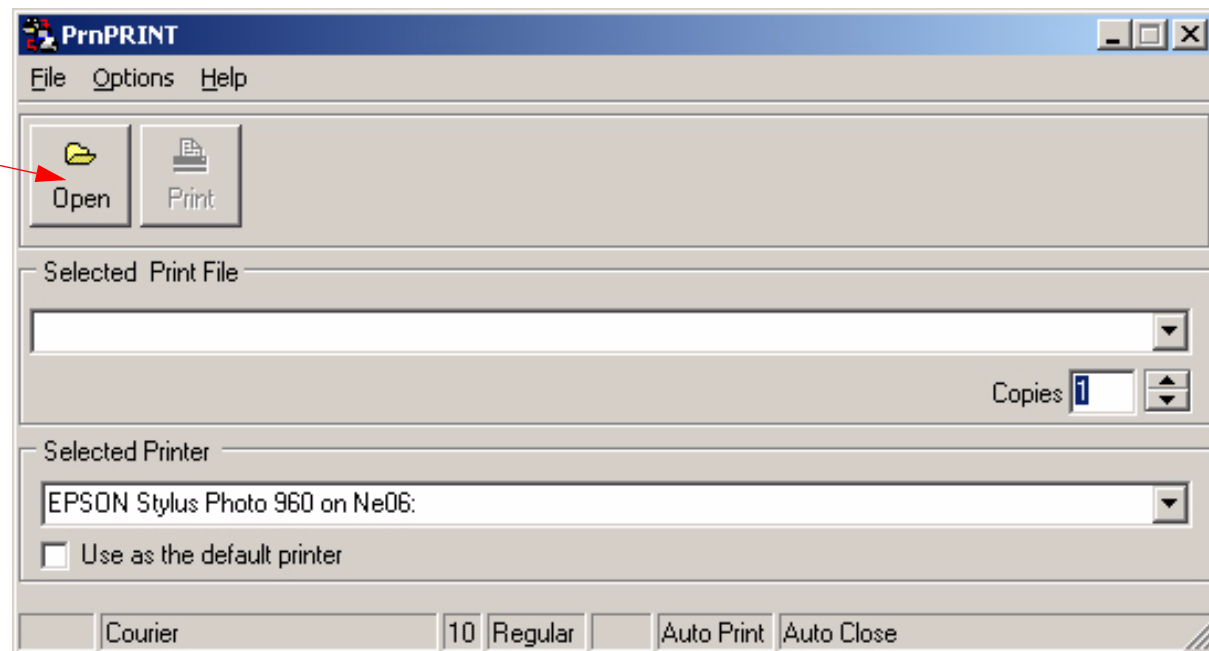 PrnPRINT
File Options Help
Open Print
Selected Print File
Copies 1
Selected Printer
EPSON Stylus Photo 960 on Ne06:
Use as the default printer
Courier 10 Regular Auto Print Auto Close